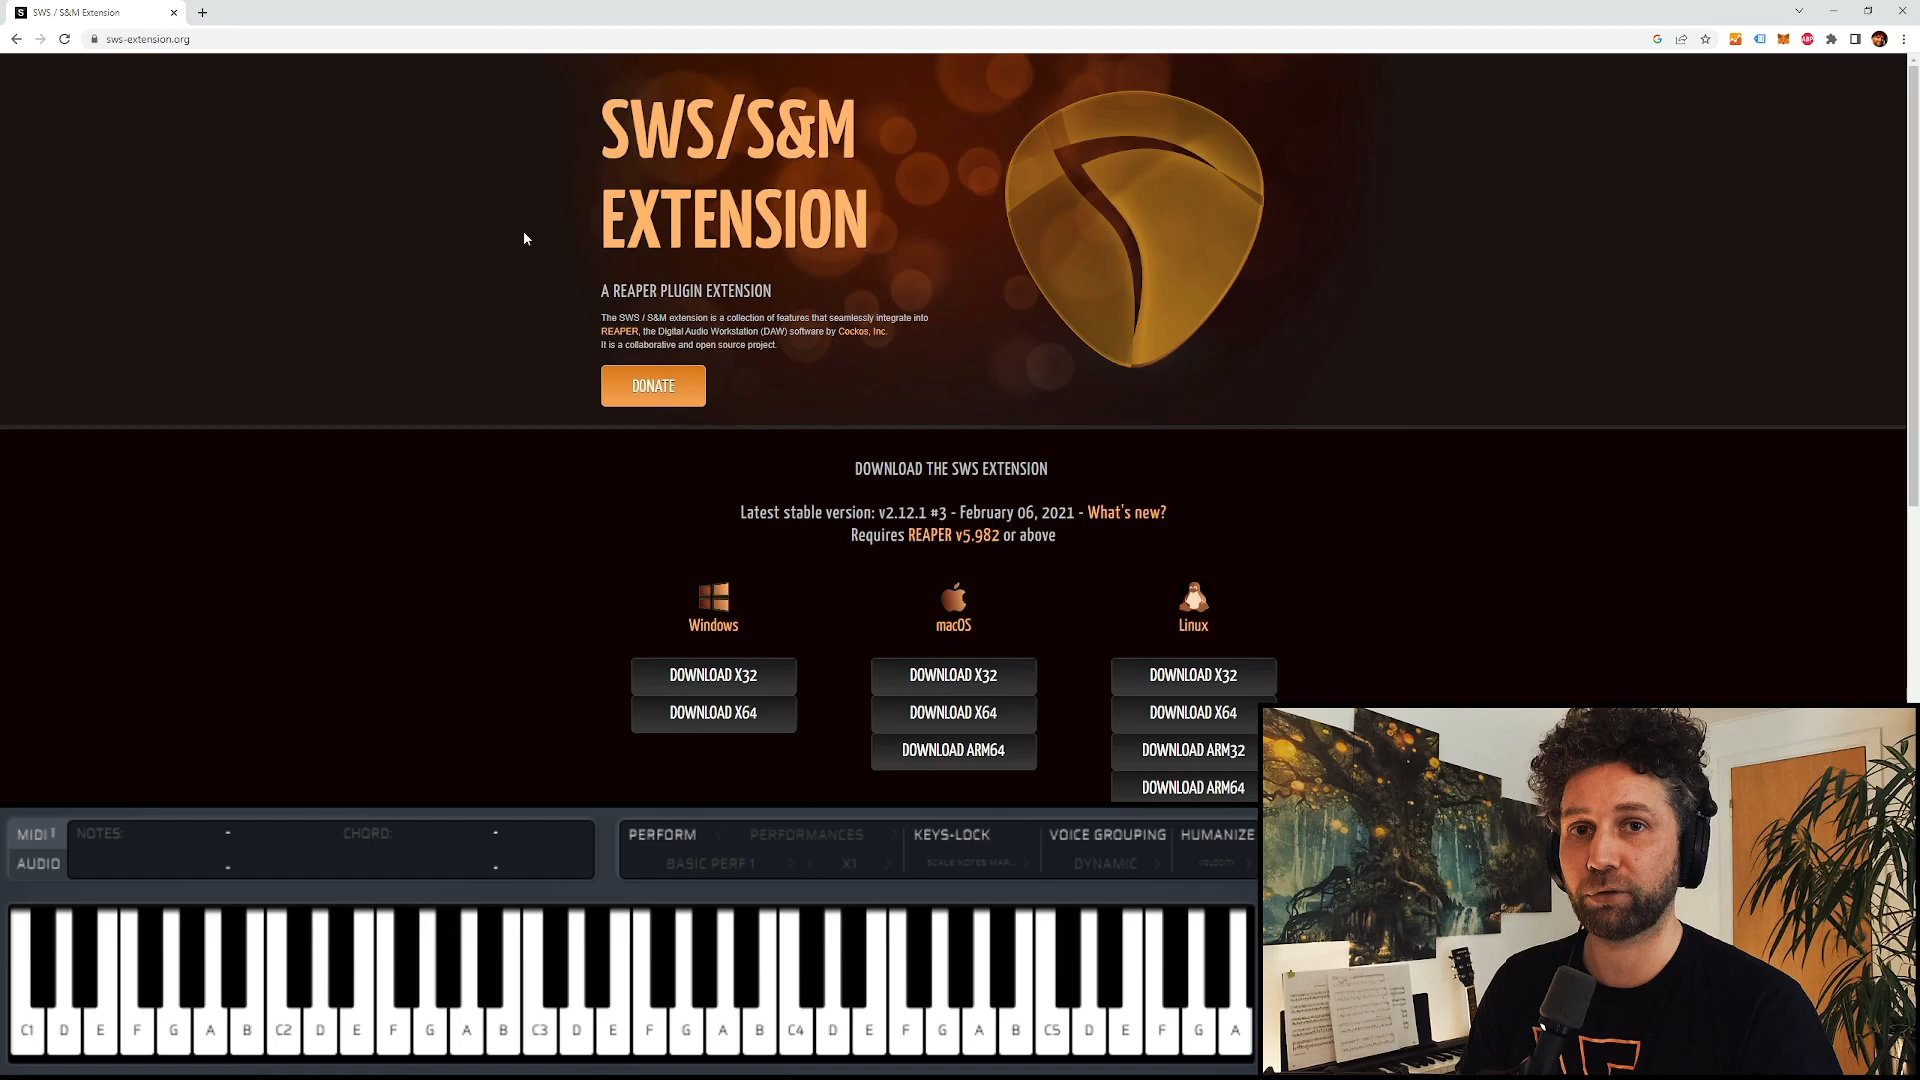 SWS / S&M Extension
sws-extension.org
SWS/S&M
EXTENSION
A REAPER PLUGIN EXTENSION
The SWS / S&M extension is a collection of features that seamlessly integrate into
REAPER, the Digital Audio Workstation (DAW) software by Cockos, Inc.
It is a collaborative and open source project.
DONATE
DOWNLOAD THE SWS EXTENSION
Latest stable version: v2.12.1 #3 - February 06, 2021 - What's new?
Requires REAPER v5.982 or above
Windows
DOWNLOAD X32
DOWNLOAD X64
macOS
DOWNLOAD X32
DOWNLOAD X64
DOWNLOAD ARM64
Linux
DOWNLOAD X32
DOWNLOAD X64
DOWNLOAD ARM32
DOWNLOAD ARM64
MIDI NOTES: - CHORD: -
AUDIO - -
PERFORM < PERFORMANCES > KEYS-LOCK VOICE GROUPING HUMANIZE
BASIC PERF 1 > < X1 > SCALE NOTES MAP... > DYNAMIC > VELOCITY >
C1 D E F G A B C2 D E F G A B C3 D E F G A B C4 D E F G A B C5 D E F G A